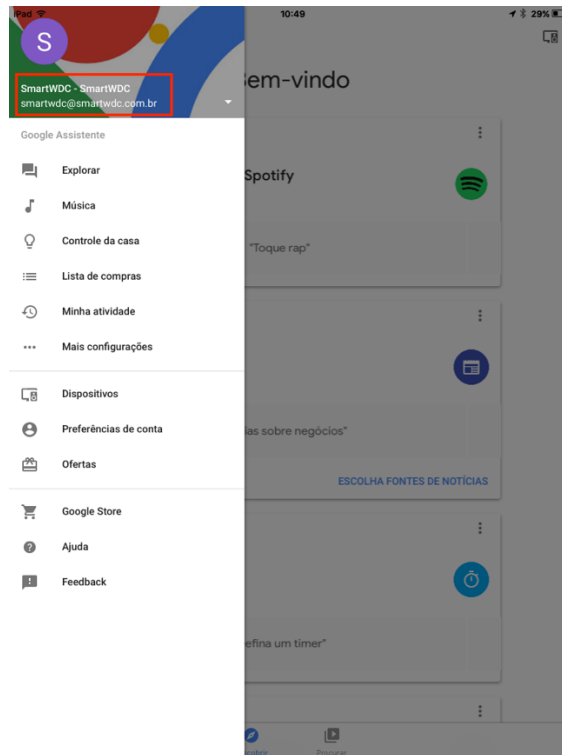 iPad 10:49 29%
S
SmartWDC - SmartWDC
smartwdc@smartwdc.com.br
Google Assistente
Explorar
Música
Controle da casa
Lista de compras
Minha atividade
Mais configurações
Dispositivos
Preferências de conta
Ofertas
Google Store
Ajuda
Feedback
em-vindo
Spotify
"Toque rap"
ias sobre negócios"
ESCOLHA FONTES DE NOTÍCIAS
efina um timer"
Procurar